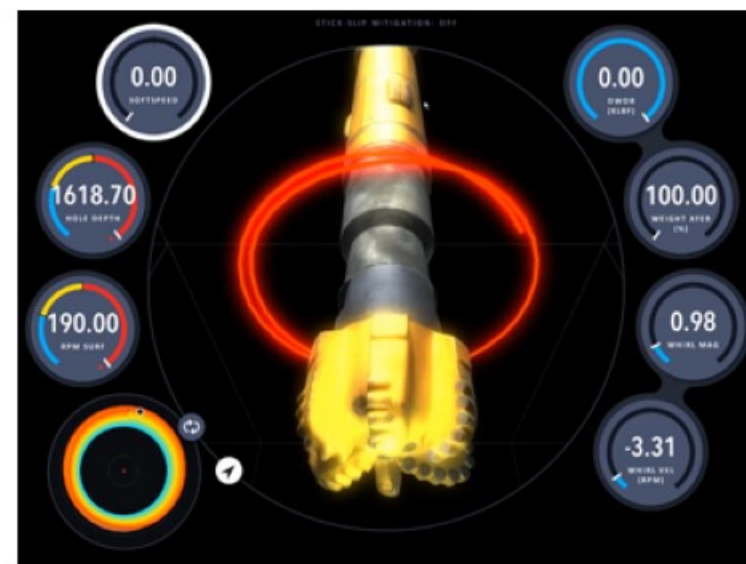 STICK-SLIP MITIGATION: OFF
0.00
SOFTSPEED
1618.70
HOLE DEPTH
190.00
RPM SURF
0.00
DWOB
[KLBF]
100.00
WEIGHT XFER
[%]
0.98
WHIRL MAG
-3.31
WHIRL VEL
[RPM]